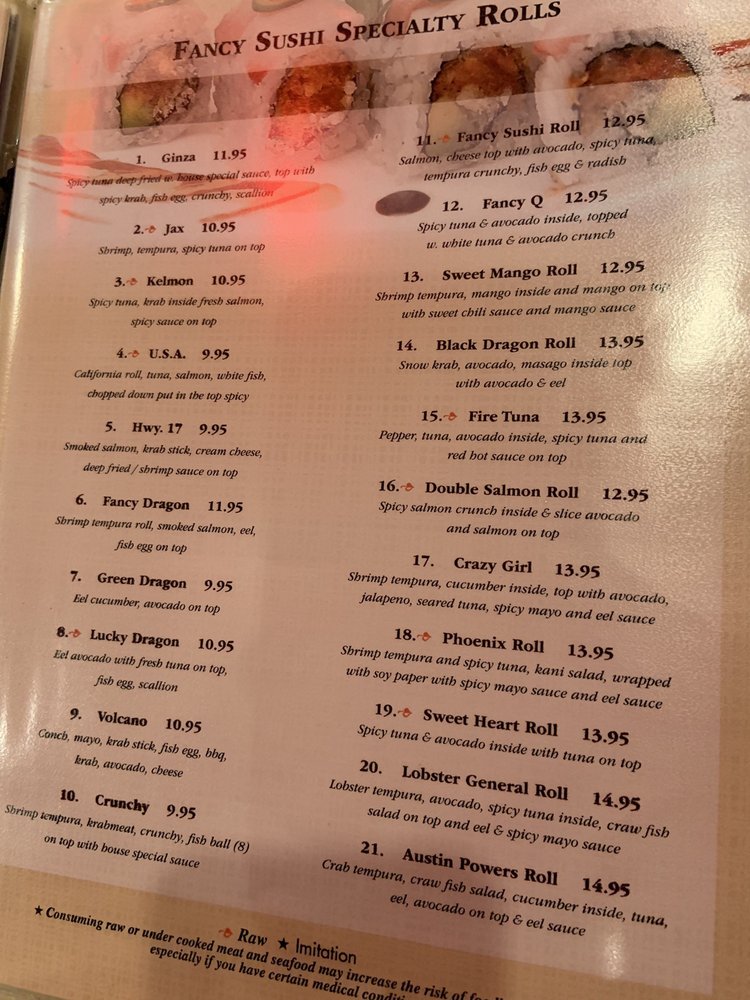 FANCY SUSHI SPECIALTY ROLLS
1. Ginza 11.95
Spicy tuna deep fried w. house special sauce, top with
spicy krab, fish egg, crunchy, scallion
2. Jax 10.95
Shrimp, tempura, spicy tuna on top
3. Kelmon 10.95
Spicy tuna, krab inside fresh salmon,
spicy sauce on top
4. U.S.A. 9.95
California roll, tuna, salmon, white fish,
chopped down put in the top spicy
5. Hwy. 17 9.95
Smoked salmon, krab stick, cream cheese,
deep fried / shrimp sauce on top
6. Fancy Dragon 11.95
Shrimp tempura roll, smoked salmon, eel,
fish egg on top
7. Green Dragon 9.95
Eel cucumber, avocado on top
8. Lucky Dragon 10.95
Eel avocado with fresh tuna on top,
fish egg, scallion
9. Volcano 10.95
Conch, mayo, krab stick, fish egg, bbq,
krab, avocado, cheese
10. Crunchy 9.95
Shrimp tempura, krabmeat, crunchy, fish ball (8)
on top with house special sauce
11. Fancy Sushi Roll 12.95
Salmon, cheese top with avocado, spicy tuna,
tempura crunchy, fish egg & radish
12. Fancy Q 12.95
Spicy tuna & avocado inside, topped
w. white tuna & avocado crunch
13. Sweet Mango Roll 12.95
Shrimp tempura, mango inside and mango on top
with sweet chili sauce and mango sauce
14. Black Dragon Roll 13.95
Snow krab, avocado, masago inside top
with avocado & eel
15. Fire Tuna 13.95
Pepper, tuna, avocado inside, spicy tuna and
red hot sauce on top
16. Double Salmon Roll 12.95
Spicy salmon crunch inside & slice avocado
and salmon on top
17. Crazy Girl 13.95
Shrimp tempura, cucumber inside, top with avocado,
jalapeno, seared tuna, spicy mayo and eel sauce
18. Phoenix Roll 13.95
Shrimp tempura and spicy tuna, kani salad, wrapped
with soy paper with spicy mayo sauce and eel sauce
19. Sweet Heart Roll 13.95
Spicy tuna & avocado inside with tuna on top
20. Lobster General Roll 14.95
Lobster tempura, avocado, spicy tuna inside, craw fish
salad on top and eel & spicy mayo sauce
21. Austin Powers Roll 14.95
Crab tempura, craw fish salad, cucumber inside, tuna,
eel, avocado on top & eel sauce
Raw ★ Imitation
★ Consuming raw or under cooked meat and seafood may increase the risk of
especially if you have certain medical